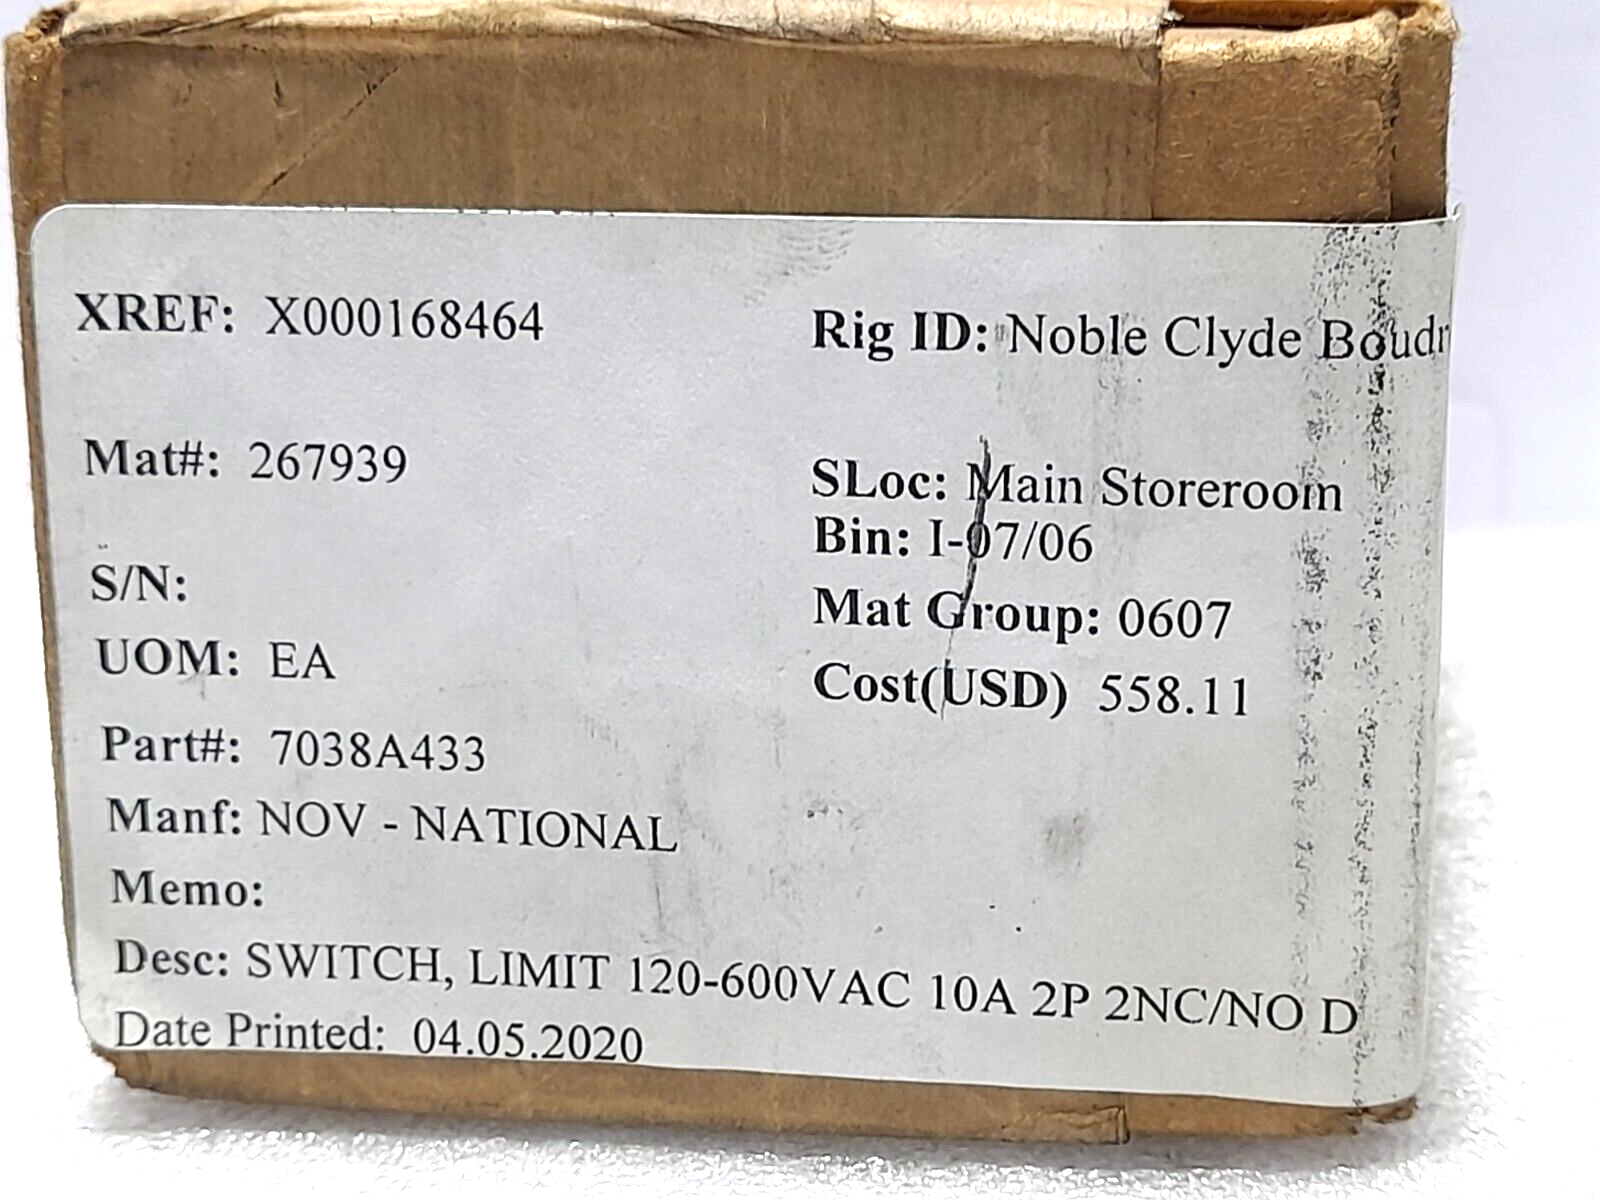 XREF: X000168464
Rig ID: Noble Clyde Boudr
Mat#: 267939
SLoc: Main Storeroom
Bin: I-07/06
S/N:
Mat Group: 0607
UOM: EA
Cost(USD) 558.11
Part#: 7038A433
Manf: NOV - NATIONAL
Memo:
Desc: SWITCH, LIMIT 120-600VAC 10A 2P 2NC/NO D
Date Printed: 04.05.2020